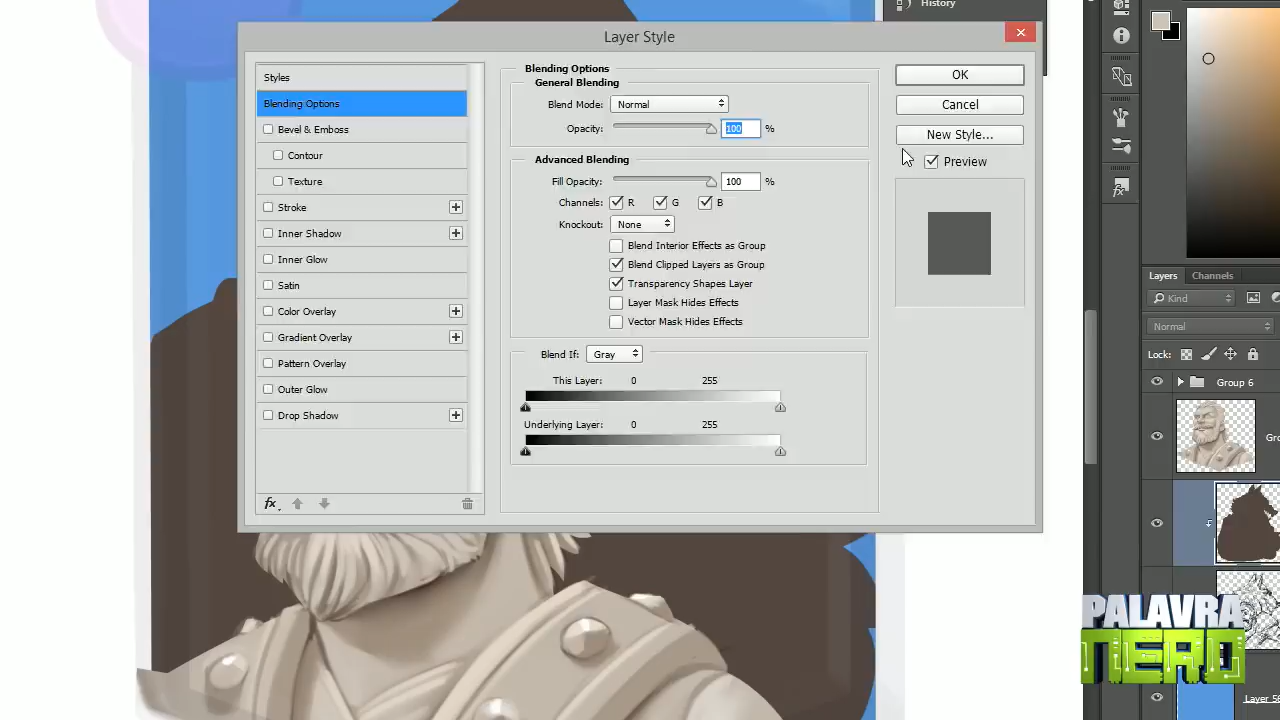 History
Layer Style
Styles
Blending Options
Bevel & Emboss
Contour
Texture
Stroke
Inner Shadow
Inner Glow
Satin
Color Overlay
Gradient Overlay
Pattern Overlay
Outer Glow
Drop Shadow
fx
Blending Options
General Blending
Blend Mode: Normal
Opacity: 100 %
Advanced Blending
Fill Opacity: 100 %
Channels: R G B
Knockout: None
Blend Interior Effects as Group
Blend Clipped Layers as Group
Transparency Shapes Layer
Layer Mask Hides Effects
Vector Mask Hides Effects
Blend If: Gray
This Layer: 0 255
Underlying Layer: 0 255
OK
Cancel
New Style...
Preview
fx
Layers Channels
Kind
Normal
Lock:
Group 6
Gro
PALAVRA
NERD
Layer 5